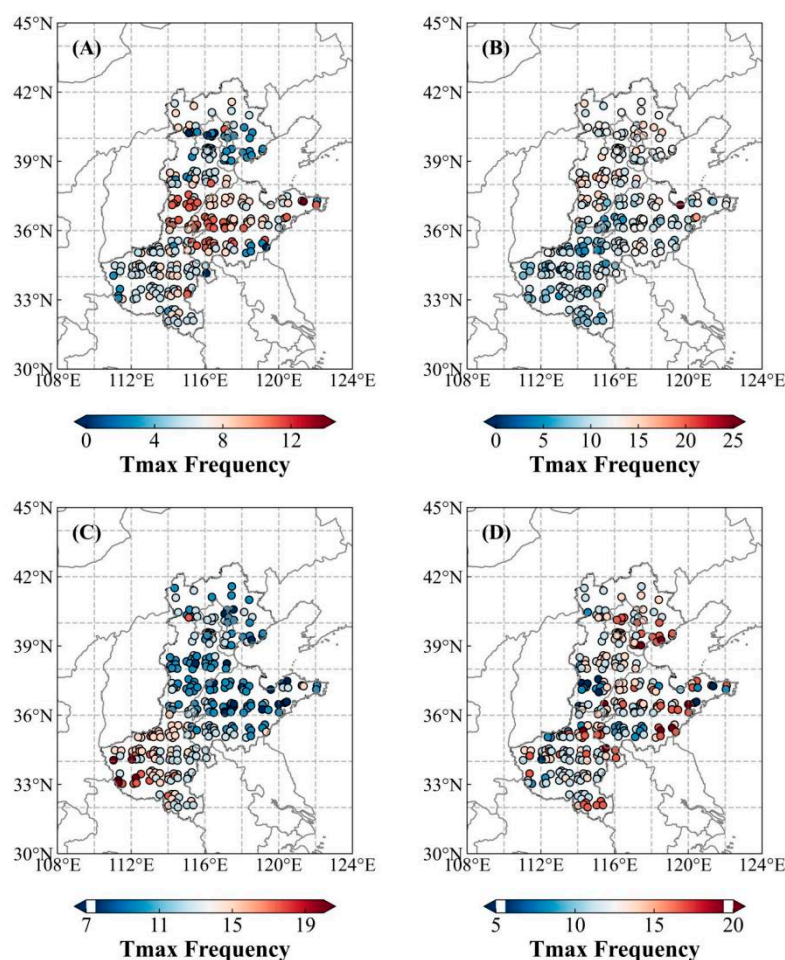 45°N
(A)
42°N
39°N
36°N
33°N
30°N
108°E 112°E 116°E 120°E 124°E
0 4 8 12
Tmax Frequency
45°N
(B)
42°N
39°N
36°N
33°N
30°N
108°E 112°E 116°E 120°E 124°E
0 5 10 15 20 25
Tmax Frequency
45°N
(C)
42°N
39°N
36°N
33°N
30°N
108°E 112°E 116°E 120°E 124°E
7 11 15 19
Tmax Frequency
45°N
(D)
42°N
39°N
36°N
33°N
30°N
108°E 112°E 116°E 120°E 124°E
5 10 15 20
Tmax Frequency